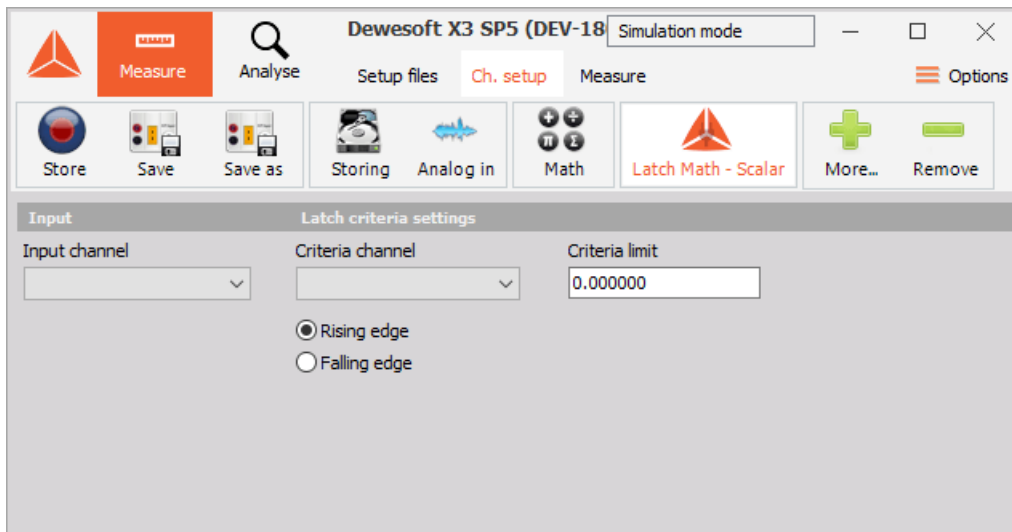 Dewesoft X3 SP5 (DEV-18
Simulation mode
Measure
Analyse
Setup files
Ch. setup
Measure
Options
Store
Save
Save as
Storing
Analog in
Math
Latch Math - Scalar
More...
Remove
Input
Latch criteria settings
Input channel
Criteria channel
Criteria limit
0.000000
Rising edge
Falling edge